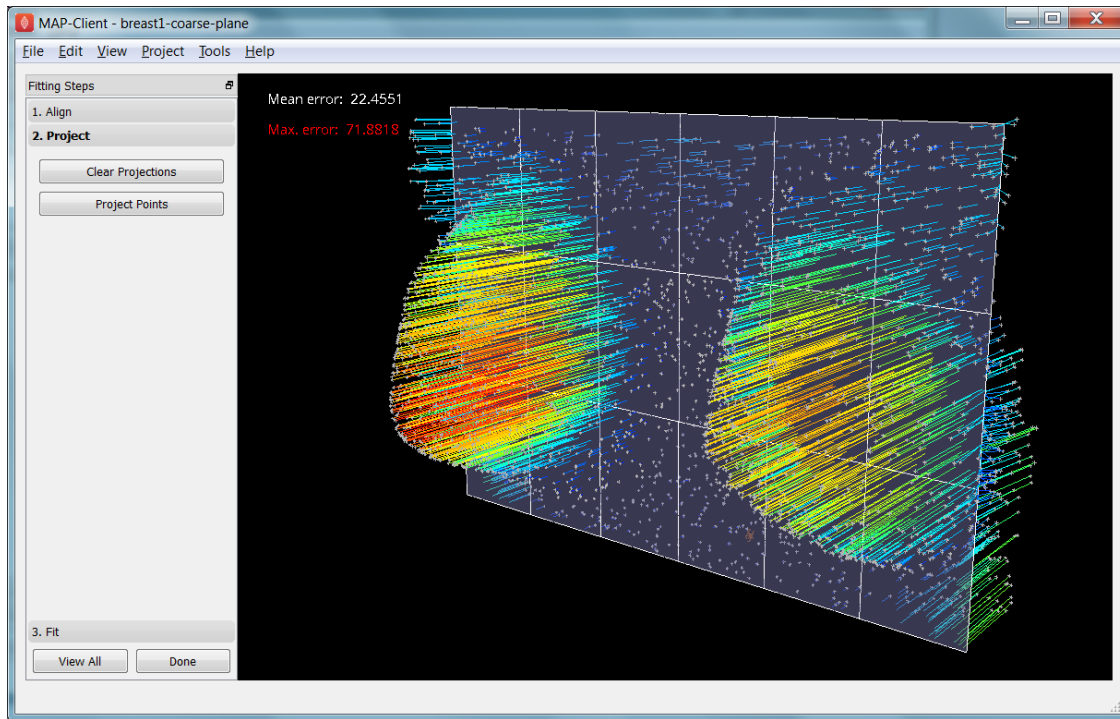 MAP-Client - breast1-coarse-plane
File Edit View Project Tools Help
Fitting Steps
1. Align
2. Project
Clear Projections
Project Points
Mean error: 22.4551
Max. error: 71.8818
3. Fit
View All Done